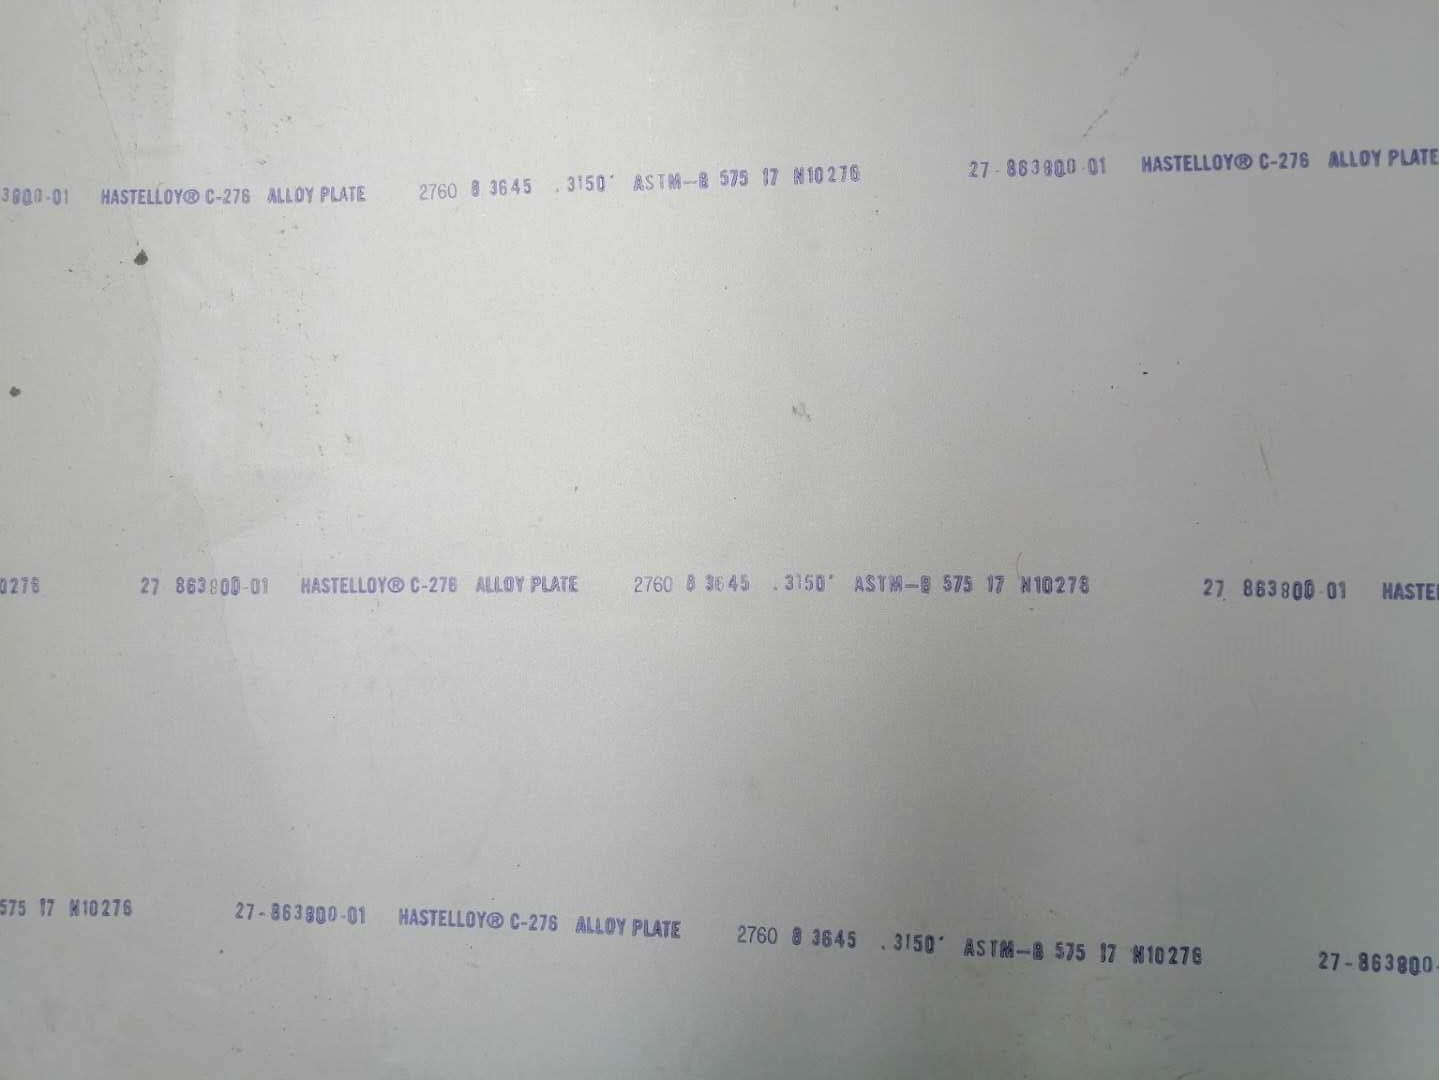 3800-01 HASTELLOY® C-276 ALLOY PLATE 2760 8 3645 .3150" ASTM-B 575 17 N10276 27-863800-01 HASTELLOY® C-276 ALLOY PLATE
0276 27 863800-01 HASTELLOY® C-276 ALLOY PLATE 2760 8 3645 .3150" ASTM-B 575 17 N10276 27 863800-01 HASTEL
575 17 N10276 27-863800-01 HASTELLOY® C-276 ALLOY PLATE 2760 8 3645 .3150" ASTM-B 575 17 N10276 27-863800-